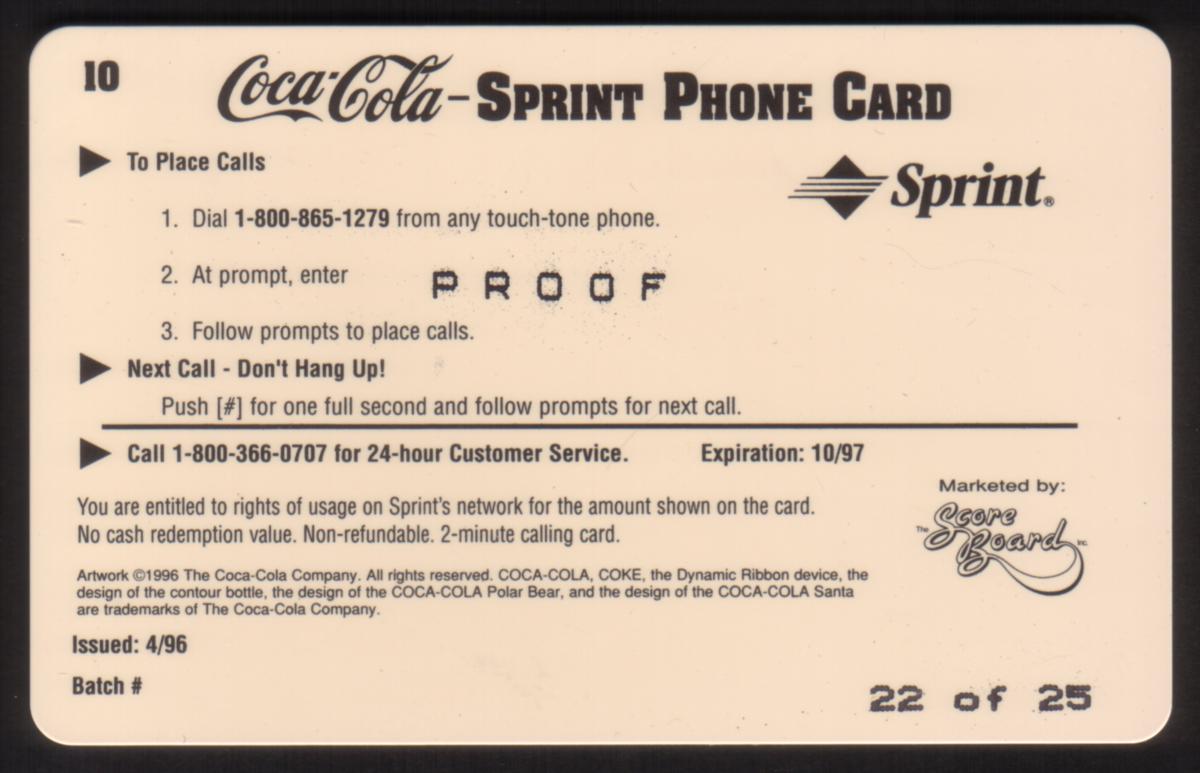 10
Coca-Cola - SPRINT PHONE CARD
To Place Calls
Sprint®
1. Dial 1-800-865-1279 from any touch-tone phone.
2. At prompt, enter PROOF
3. Follow prompts to place calls.
Next Call - Don't Hang Up!
Push [#] for one full second and follow prompts for next call.
Call 1-800-366-0707 for 24-hour Customer Service. Expiration: 10/97
Marketed by:
The Score Board Inc.
You are entitled to rights of usage on Sprint's network for the amount shown on the card.
No cash redemption value. Non-refundable. 2-minute calling card.
Artwork ©1996 The Coca-Cola Company. All rights reserved. COCA-COLA, COKE, the Dynamic Ribbon device, the
design of the contour bottle, the design of the COCA-COLA Polar Bear, and the design of the COCA-COLA Santa
are trademarks of The Coca-Cola Company.
Issued: 4/96
Batch #
22 of 25